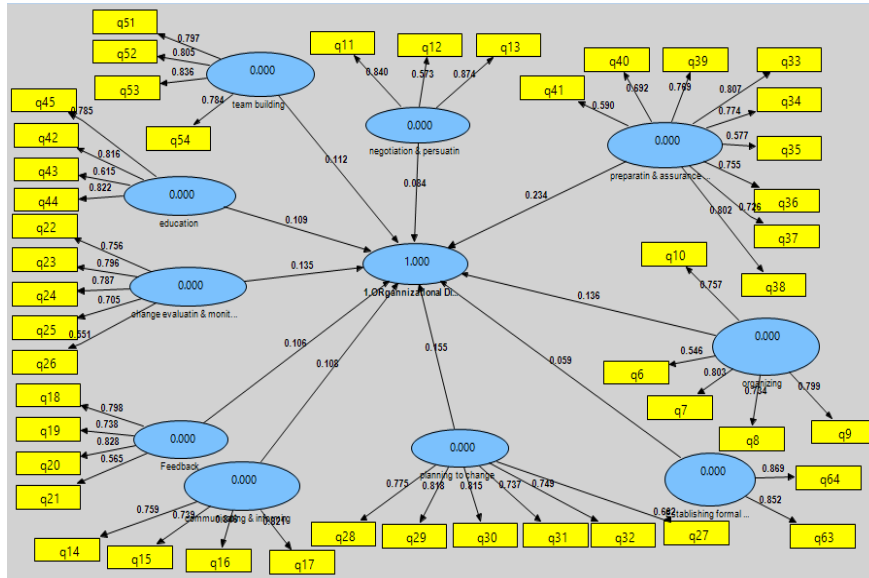 q51
0.797
q52
0.805
q53
0.836
0.784
q54
0.000
team building
0.112
q11
q12
q13
0.840
0.573
0.874
0.000
negotiation & persuatin
0.084
q41
q40
q39
q33
q34
q35
q36
q37
q38
0.590
0.692
0.769
0.807
0.774
0.577
0.755
0.726
0.802
0.000
preparatin & assurance ...
0.234
q45
q42
q43
q44
0.785
0.816
0.615
0.822
0.000
education
0.109
q22
q23
q24
q25
q26
0.756
0.796
0.787
0.705
0.551
0.000
change evaluatin & monit...
0.135
1.000
1.ORgannizational Di...
q10
0.757
q6
0.546
q7
0.803
q8
q9
0.799
0.000
organizing
0.136
q18
q19
q20
q21
0.798
0.738
0.828
0.565
0.000
Feedback
0.106
q14
q15
q16
q17
0.759
0.739
0.821
0.000
0.108
q28
q29
q30
q31
q32
q27
0.775
0.818
0.815
0.737
0.749
0.000
planning to change
0.155
q64
q63
0.869
0.852
0.000
establishing formal ...
0.059